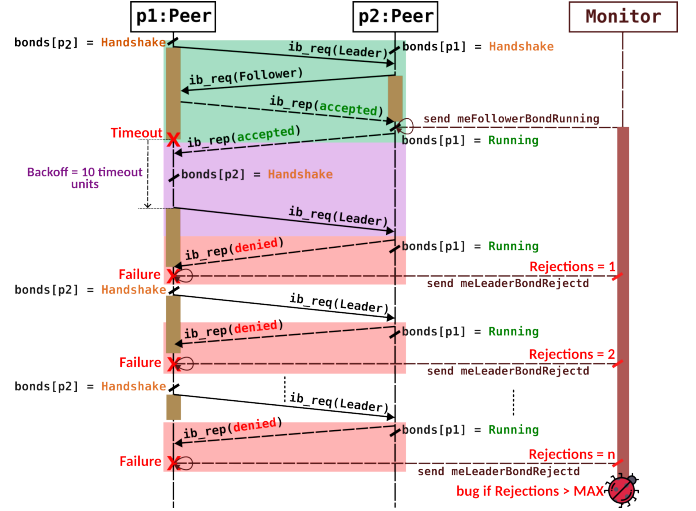 p1:Peer
p2:Peer
Monitor
bonds[p2] = Handshake
ib_req(Leader)
bonds[p1] = Handshake
ib_req(Follower)
ib_rep(accepted)
send meFollowerBondRunning
Timeout
ib_rep(accepted)
bonds[p1] = Running
Backoff = 10 timeout
units
bonds[p2] = Handshake
ib_req(Leader)
ib_rep(denied)
bonds[p1] = Running
Failure
Rejections = 1
send meLeaderBondRejectd
bonds[p2] = Handshake
ib_req(Leader)
ib_rep(denied)
bonds[p1] = Running
Failure
Rejections = 2
send meLeaderBondRejectd
bonds[p2] = Handshake
ib_req(Leader)
ib_rep(denied)
bonds[p1] = Running
Failure
Rejections = n
send meLeaderBondRejectd
bug if Rejections > MAX